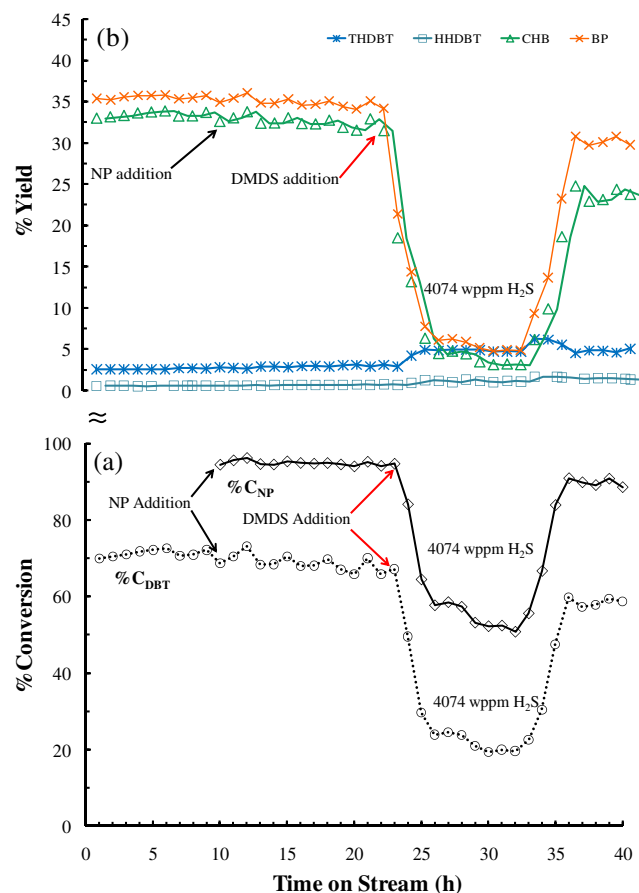 (b)
THDBT
HHDBT
CHB
BP
45
40
35
30
25
20
15
10
5
0
% Yield
NP addition
DMDS addition
4074 wppm H₂S
≈
(a)
%C_NP
NP Addition
DMDS Addition
4074 wppm H₂S
%C_DBT
4074 wppm H₂S
100
80
60
40
20
0
% Conversion
0 5 10 15 20 25 30 35 40
Time on Stream (h)